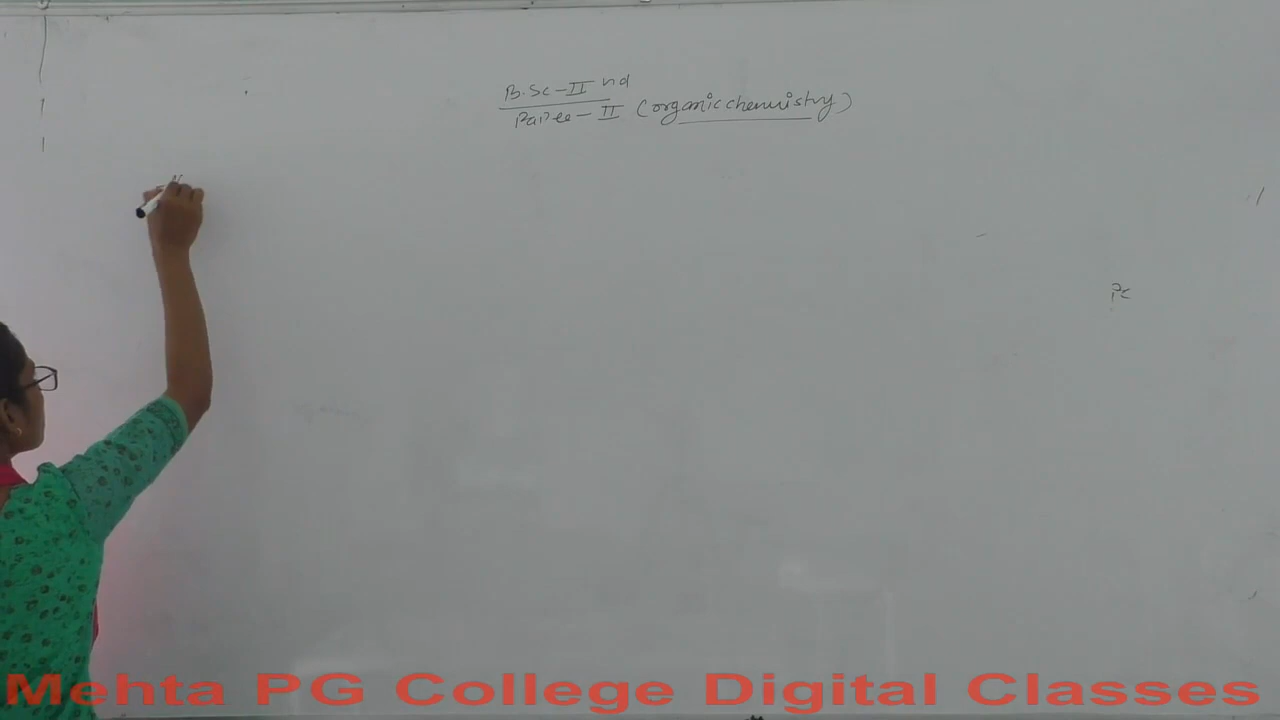 B.Sc-II nd
Paper-II (organic chemistry)
Mehta PG College Digital Classes